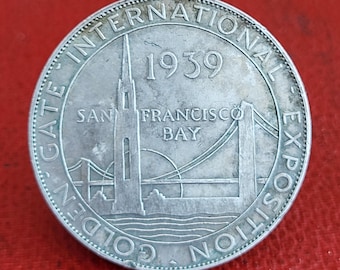 GOLDEN - GATE - INTERNATIONAL - EXPOSITION -
1939
SAN FRANCISCO
BAY